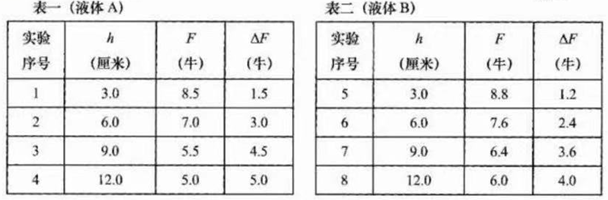 表一（液体A）
实验序号 h（厘米） F（牛） ΔF（牛）
1 3.0 8.5 1.5
2 6.0 7.0 3.0
3 9.0 5.5 4.5
4 12.0 5.0 5.0
表二（液体B）
实验序号 h（厘米） F（牛） ΔF（牛）
5 3.0 8.8 1.2
6 6.0 7.6 2.4
7 9.0 6.4 3.6
8 12.0 6.0 4.0